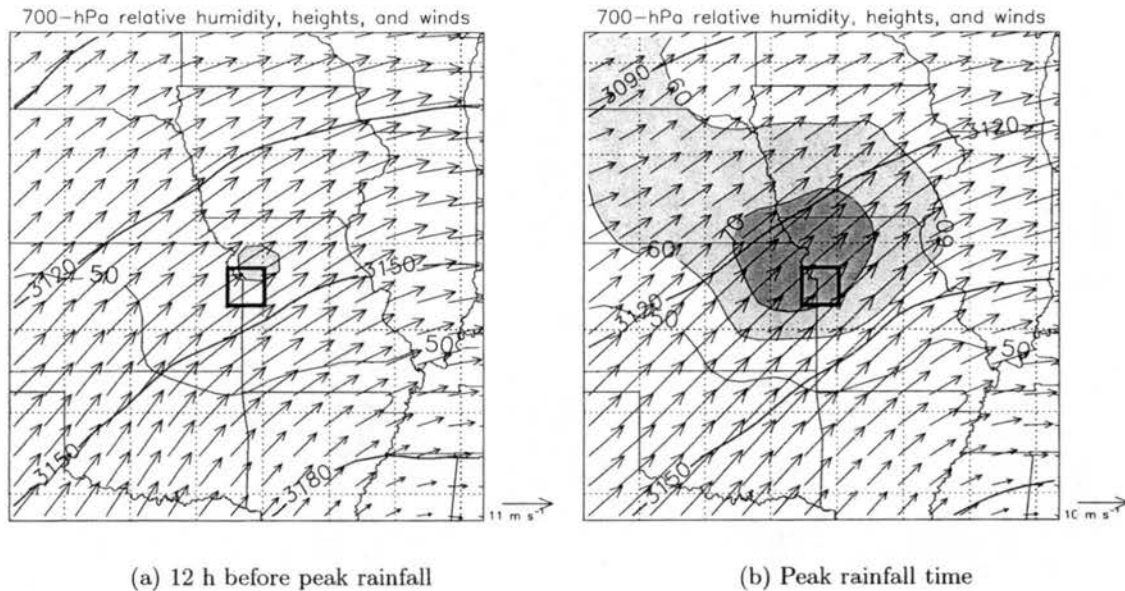 700-hPa relative humidity, heights, and winds
3120
50
3150
50
3150
3180
11 m s⁻¹
(a) 12 h before peak rainfall
700-hPa relative humidity, heights, and winds
3090
60
3120
70
60
60
3120
50
50
3150
10 m s⁻¹
(b) Peak rainfall time